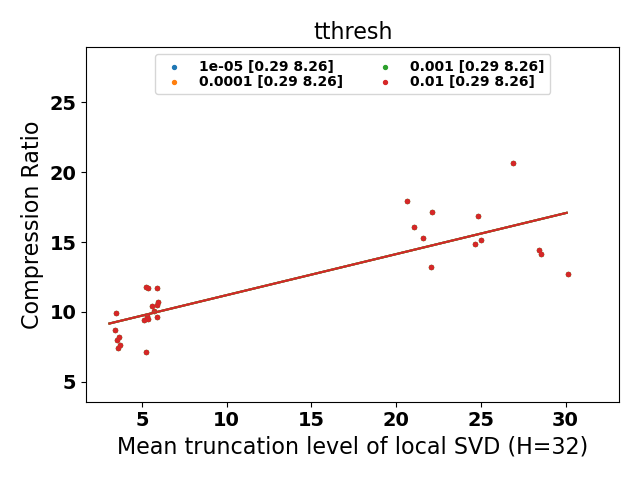 tthresh
1e-05 [0.29 8.26]
0.0001 [0.29 8.26]
0.001 [0.29 8.26]
0.01 [0.29 8.26]
Compression Ratio
25
20
15
10
5
5 10 15 20 25 30
Mean truncation level of local SVD (H=32)